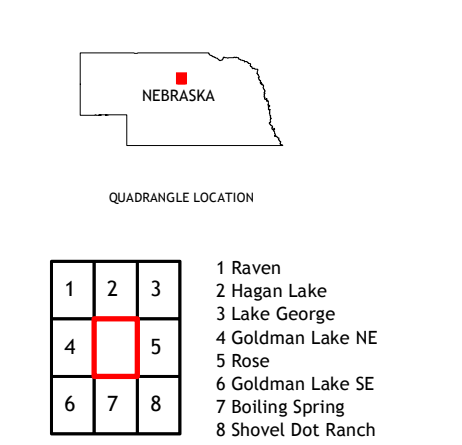 NEBRASKA
QUADRANGLE LOCATION
1 2 3
4 5
6 7 8
1 Raven
2 Hagan Lake
3 Lake George
4 Goldman Lake NE
5 Rose
6 Goldman Lake SE
7 Boiling Spring
8 Shovel Dot Ranch